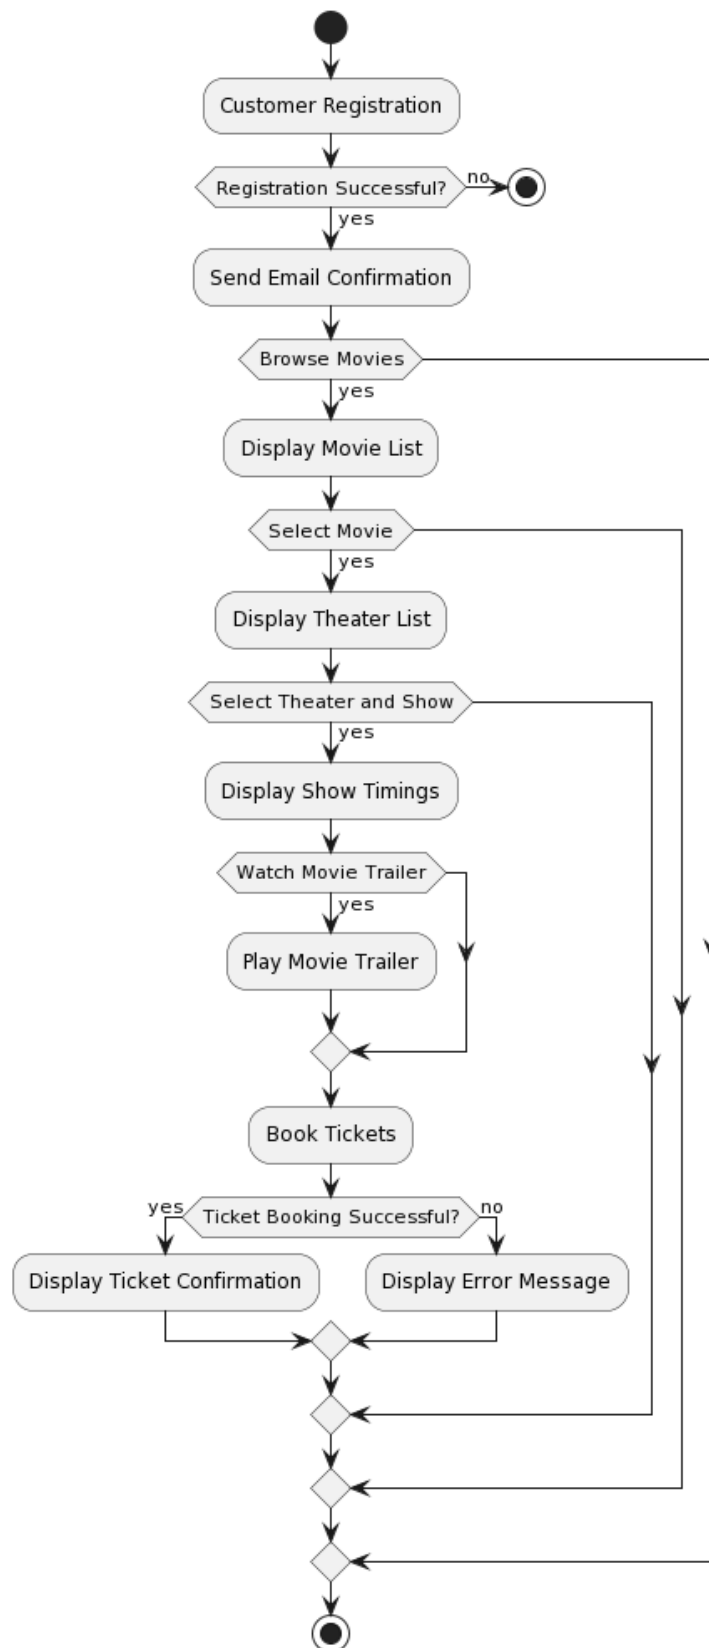 Customer Registration
Registration Successful?
no
yes
Send Email Confirmation
Browse Movies
yes
Display Movie List
Select Movie
yes
Display Theater List
Select Theater and Show
yes
Display Show Timings
Watch Movie Trailer
yes
Play Movie Trailer
Book Tickets
yes
Ticket Booking Successful?
no
Display Ticket Confirmation
Display Error Message